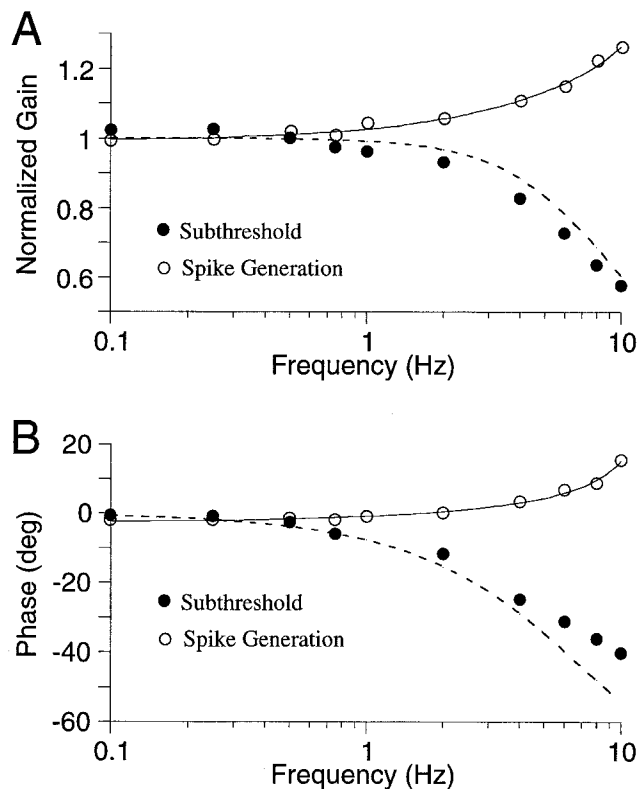 A
Normalized Gain
1.2
1
0.8
0.6
Subthreshold
Spike Generation
0.1
1
10
Frequency (Hz)
B
Phase (deg)
20
0
-20
-40
-60
Subthreshold
Spike Generation
0.1
1
10
Frequency (Hz)